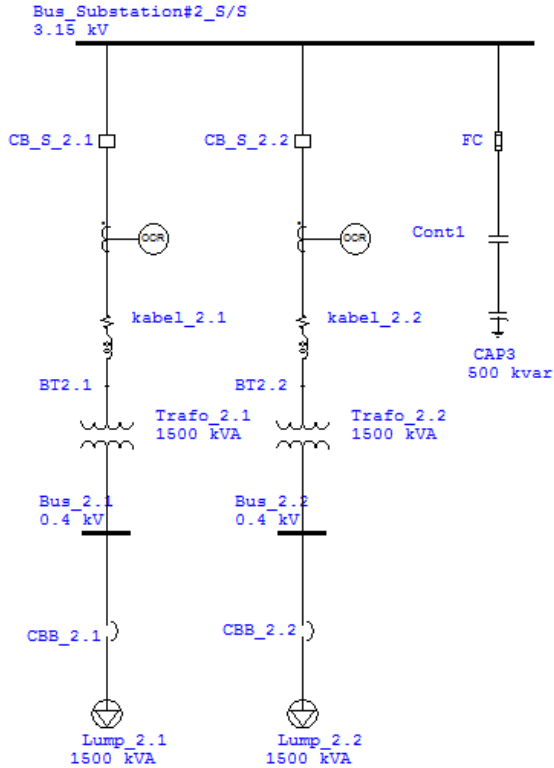 Bus_Substation#2_S/S
3.15 kV
CB_S_2.1
CB_S_2.2
FC
OCR
OCR
Cont1
kabel_2.1
kabel_2.2
CAP3
500 kvar
BT2.1
BT2.2
Trafo_2.1
1500 kVA
Trafo_2.2
1500 kVA
Bus_2.1
0.4 kV
Bus_2.2
0.4 kV
CBB_2.1
CBB_2.2
Lump_2.1
1500 kVA
Lump_2.2
1500 kVA